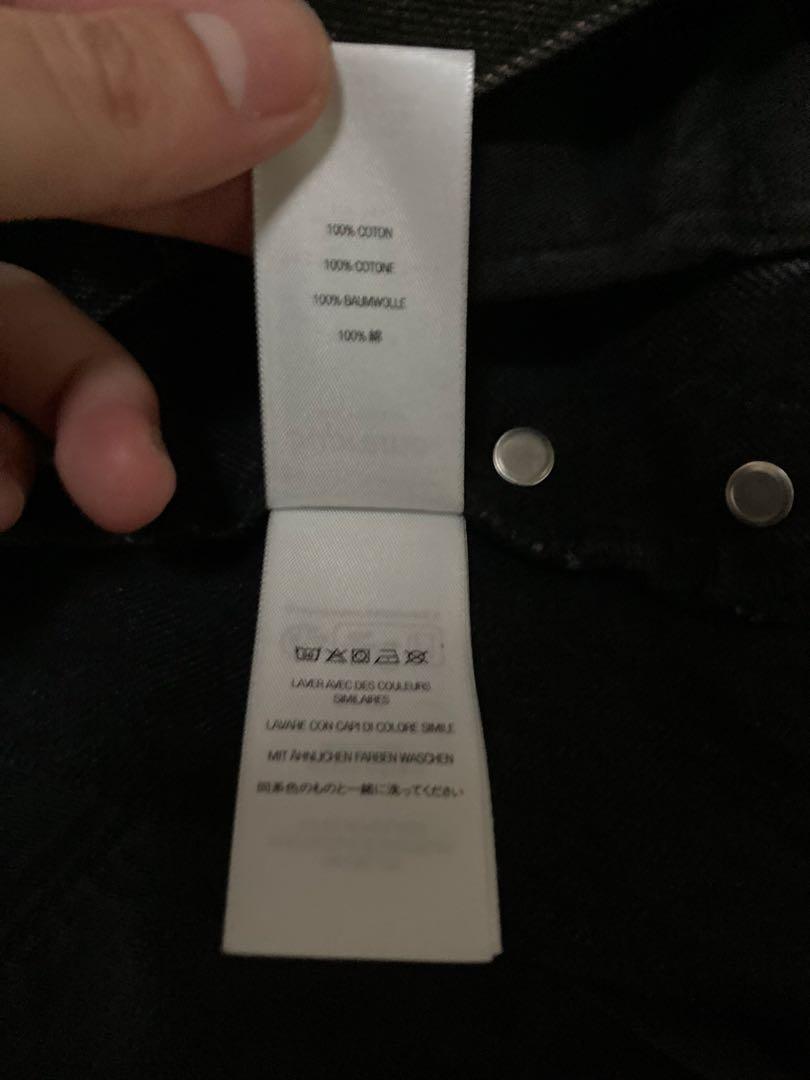 100% COTON
100% COTONE
100% BAUMWOLLE
100% 綿
LAVER AVEC DES COULEURS
SIMILAIRES
LAVARE CON CAPI DI COLORE SIMILE
MIT ÄHNLICHEN FARBEN WASCHEN
同系色のものと一緒に洗ってください